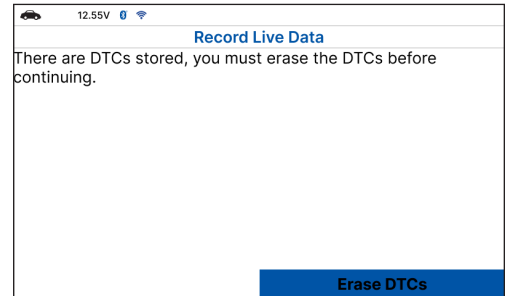 12.55V
Record Live Data
There are DTCs stored, you must erase the DTCs before
continuing.
Erase DTCs